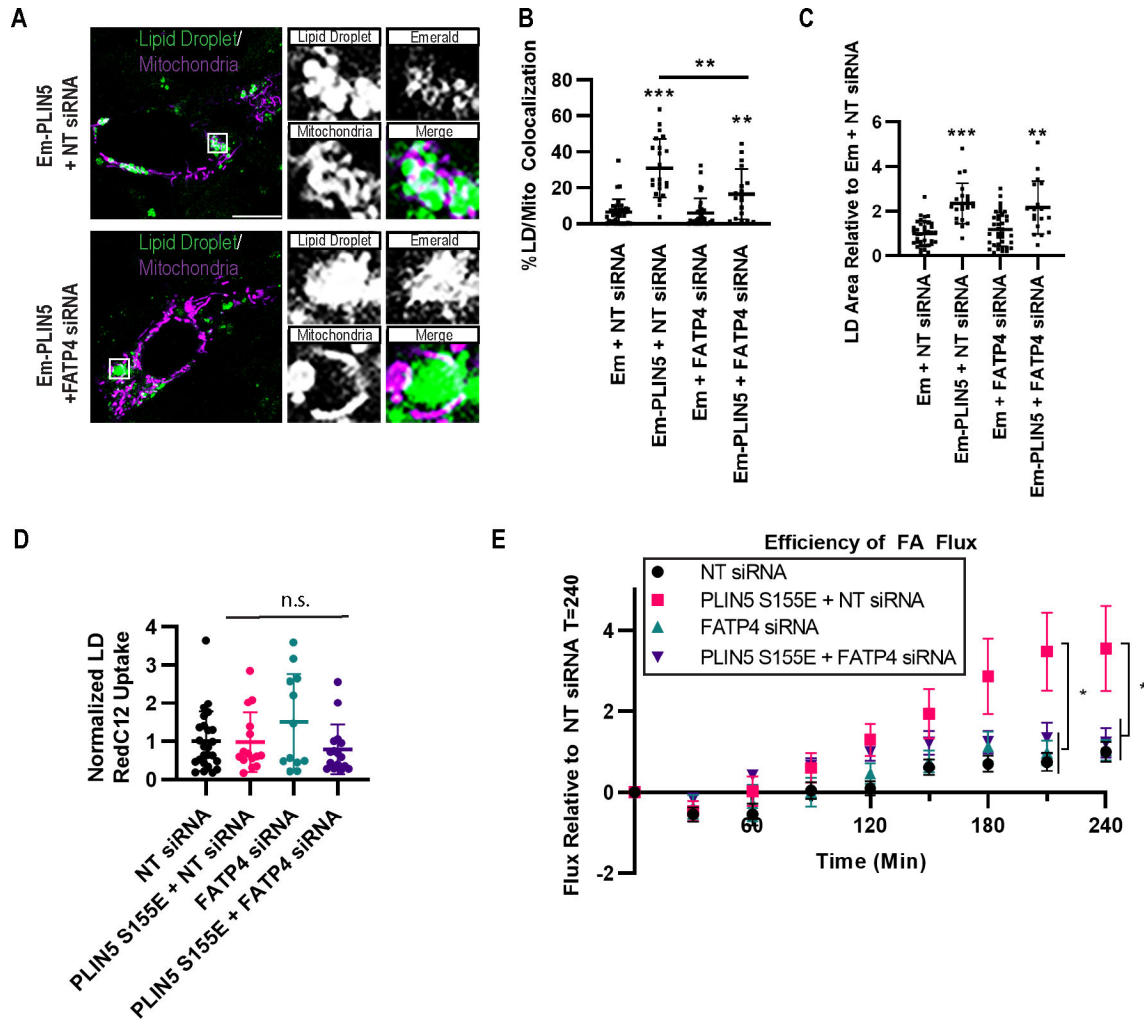 A
Lipid Droplet/
Mitochondria
Lipid Droplet
Emerald
Mitochondria
Merge
Em-PLIN5
+ NT siRNA
Lipid Droplet/
Mitochondria
Lipid Droplet
Emerald
Mitochondria
Merge
Em-PLIN5
+FATP4 siRNA
B
% LD/Mito Colocalization
80
60
40
20
0
***
**
**
Em + NT siRNA
Em-PLIN5 + NT siRNA
Em + FATP4 siRNA
Em-PLIN5 + FATP4 siRNA
C
LD Area Relative to Em + NT siRNA
6
4
2
0
***
**
Em + NT siRNA
Em-PLIN5 + NT siRNA
Em + FATP4 siRNA
Em-PLIN5 + FATP4 siRNA
D
Normalized LD
RedC12 Uptake
4
3
2
1
0
n.s.
NT siRNA
PLIN5 S155E + NT siRNA
FATP4 siRNA
PLIN5 S155E + FATP4 siRNA
E
Efficiency of FA Flux
NT siRNA
PLIN5 S155E + NT siRNA
FATP4 siRNA
PLIN5 S155E + FATP4 siRNA
Flux Relative to NT siRNA T=240
4
2
0
-2
60
120
180
240
Time (Min)
*
*